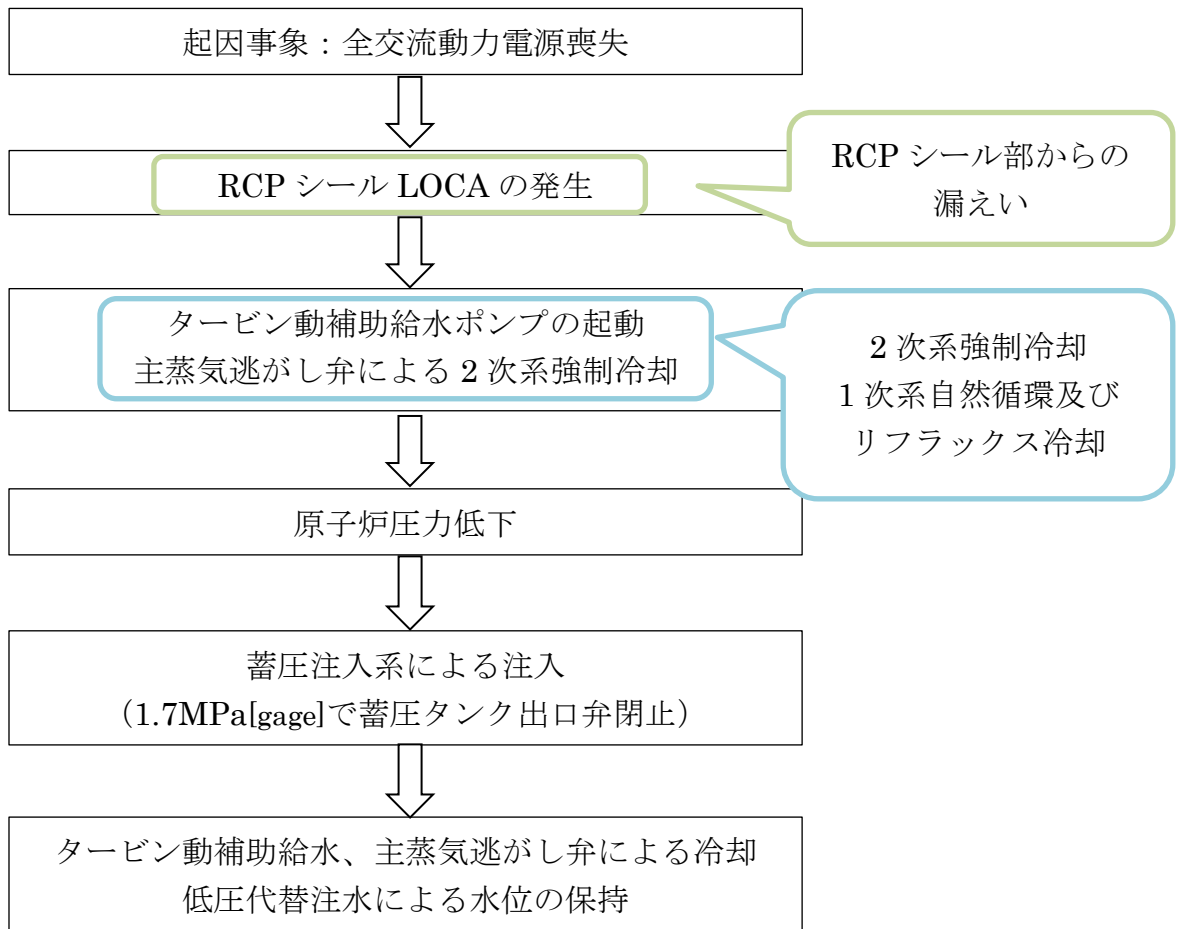 起因事象：全交流動力電源喪失
RCP シール LOCA の発生
RCP シール部からの
漏えい
タービン動補助給水ポンプの起動
主蒸気逃がし弁による 2 次系強制冷却
2 次系強制冷却
1 次系自然循環及び
リフラックス冷却
原子炉圧力低下
蓄圧注入系による注入
（1.7MPa[gage]で蓄圧タンク出口弁閉止）
タービン動補助給水、主蒸気逃がし弁による冷却
低圧代替注水による水位の保持